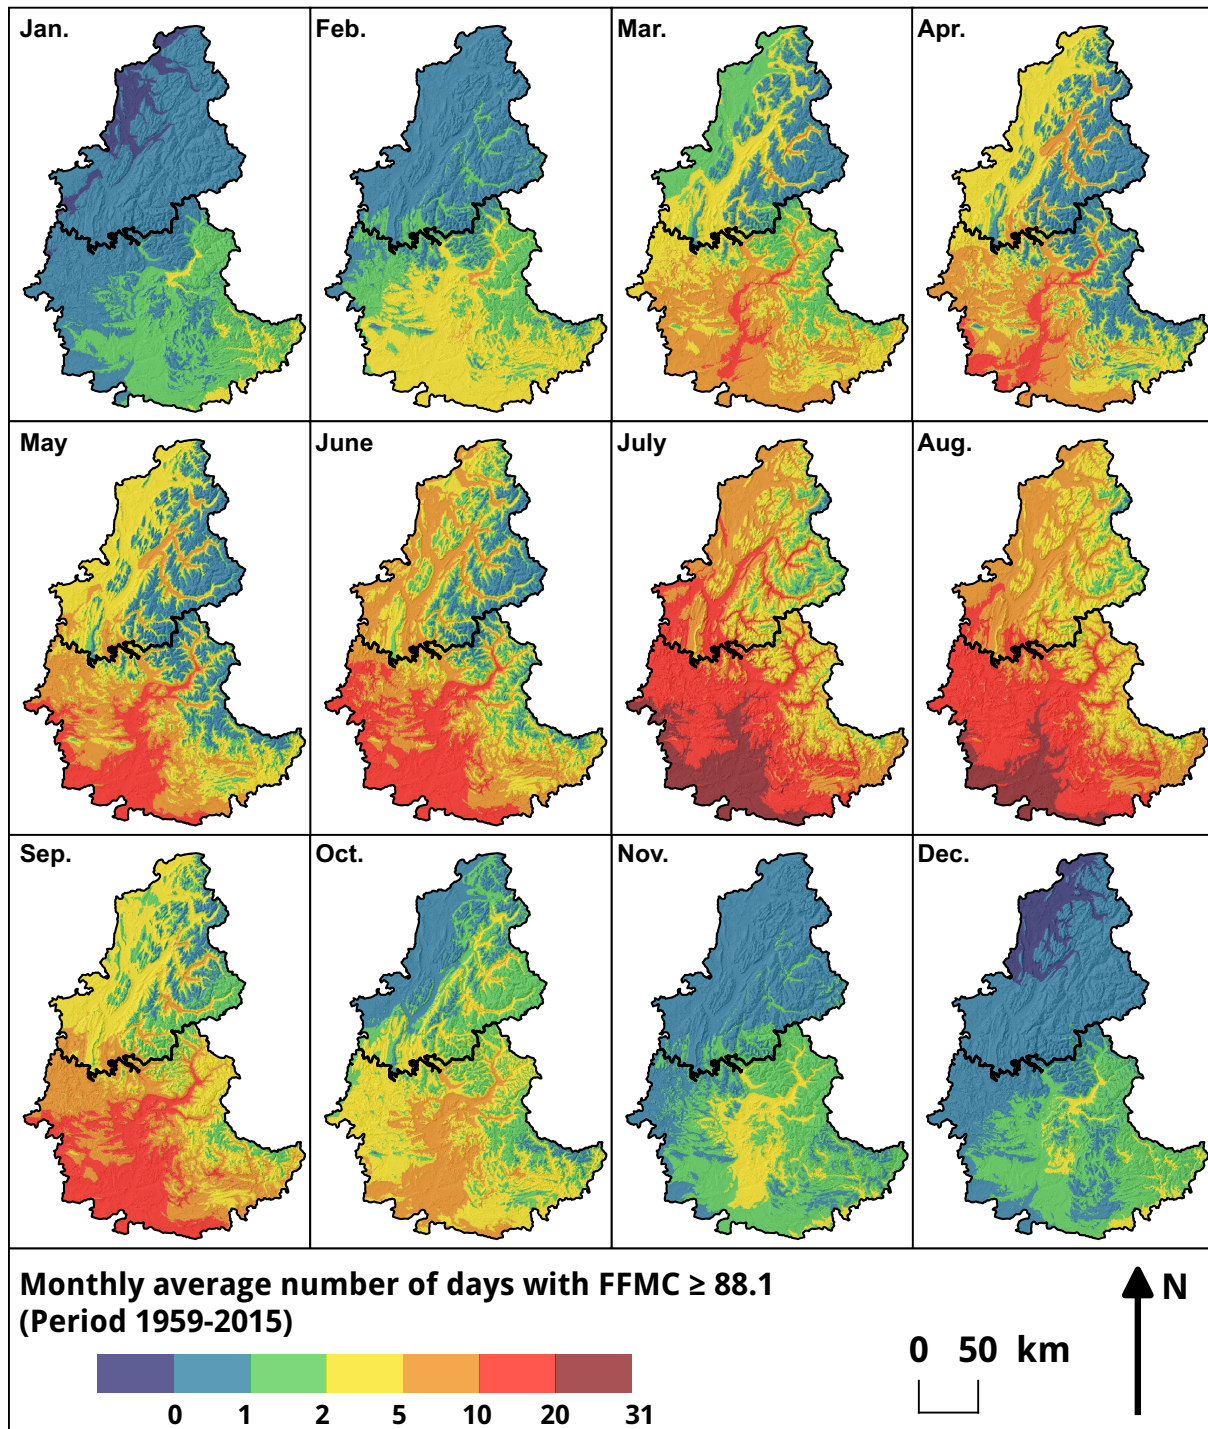 Jan.
Feb.
Mar.
Apr.
May
June
July
Aug.
Sep.
Oct.
Nov.
Dec.
Monthly average number of days with FFMC ≥ 88.1
(Period 1959-2015)
0 1 2 5 10 20 31
0 50 km
N